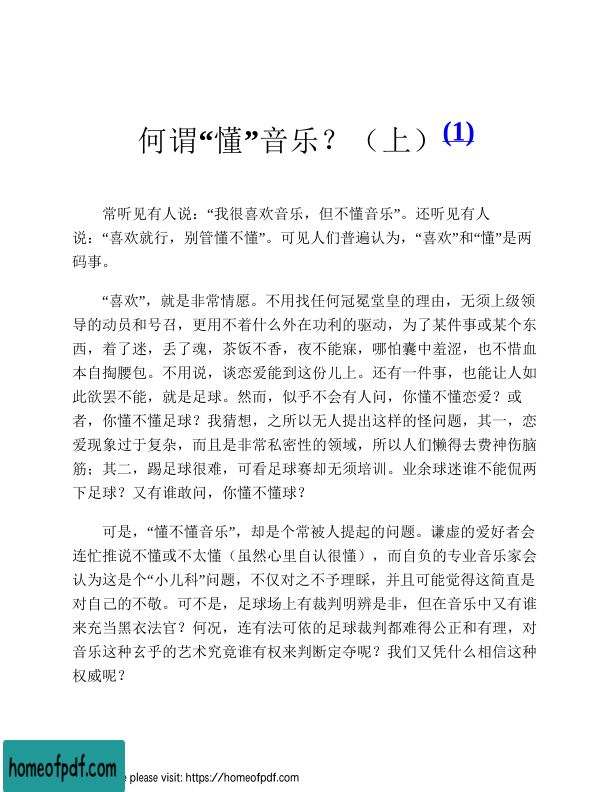 何谓“懂”音乐？（上）(1)
常听见有人说：“我很喜欢音乐，但不懂音乐”。还听见有人
说：“喜欢就行，别管懂不懂”。可见人们普遍认为，“喜欢”和“懂”是两
码事。
“喜欢”，就是非常情愿。不用找任何冠冕堂皇的理由，无须上级领
导的动员和号召，更用不着什么外在功利的驱动，为了某件事或某个东
西，着了迷，丢了魂，茶饭不香，夜不能寐，哪怕囊中羞涩，也不惜血
本自掏腰包。不用说，谈恋爱能到这份儿上。还有一件事，也能让人如
此欲罢不能，就是足球。然而，似乎不会有人问，你懂不懂恋爱？或
者，你懂不懂足球？我猜想，之所以无人提出这样的怪问题，其一，恋
爱现象过于复杂，而且是非常私密性的领域，所以人们懒得去费神伤脑
筋；其二，踢足球很难，可看足球赛却无须培训。业余球迷谁不能侃两
下足球？又有谁敢问，你懂不懂球？
可是，“懂不懂音乐”，却是个常被人提起的问题。谦虚的爱好者会
连忙推说不懂或不太懂（虽然心里自认很懂），而自负的专业音乐家会
认为这是个“小儿科”问题，不仅对之不予理睬，并且可能觉得这简直是
对自己的不敬。可不是，足球场上有裁判明辨是非，但在音乐中又有谁
来充当黑衣法官？何况，连有法可依的足球裁判都难得公正和有理，对
音乐这种玄乎的艺术究竟谁有权来判断定夺呢？我们又凭什么相信这种
权威呢？
homeofpdf.com
e please visit: https://homeofpdf.com